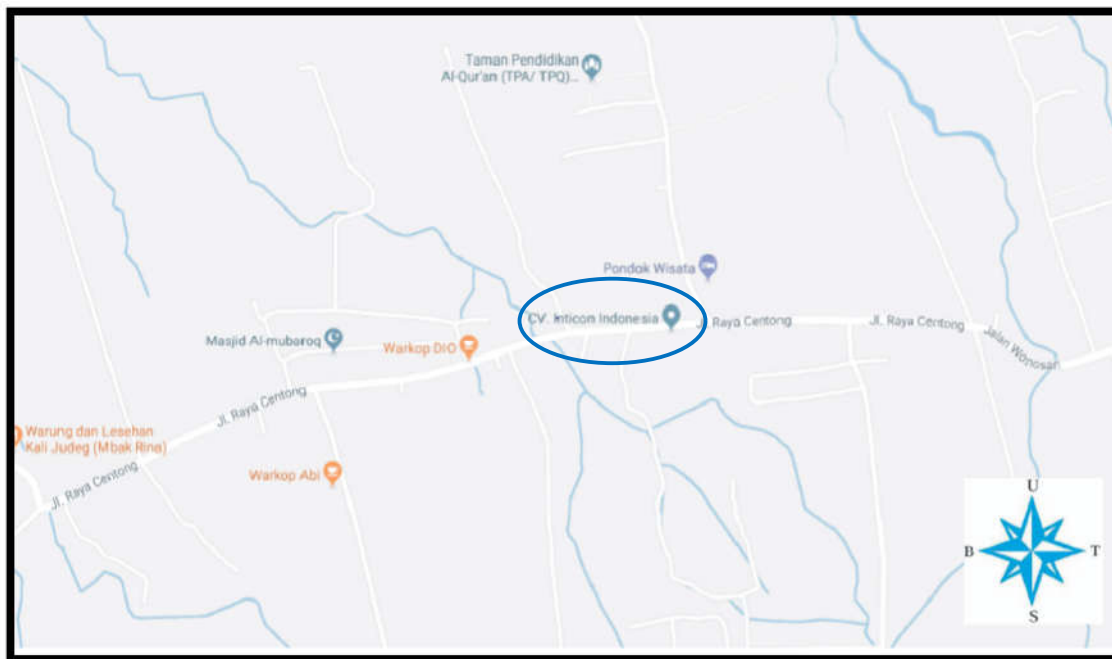 Taman Pendidikan
Al-Qur'an (TPA/ TPQ)...
Pondok Wisata
CV. Inticon Indonesia
Jl. Raya Centong
Jl. Raya Centong
Jalan Wonosari
Masjid Al-mubaroq
Warkop DIO
Jl. Raya Centong
Warung dan Lesehan
Kali Judeg (Mbak Rina)
Warkop Abi
Jl. Raya Centong
U
B
T
S